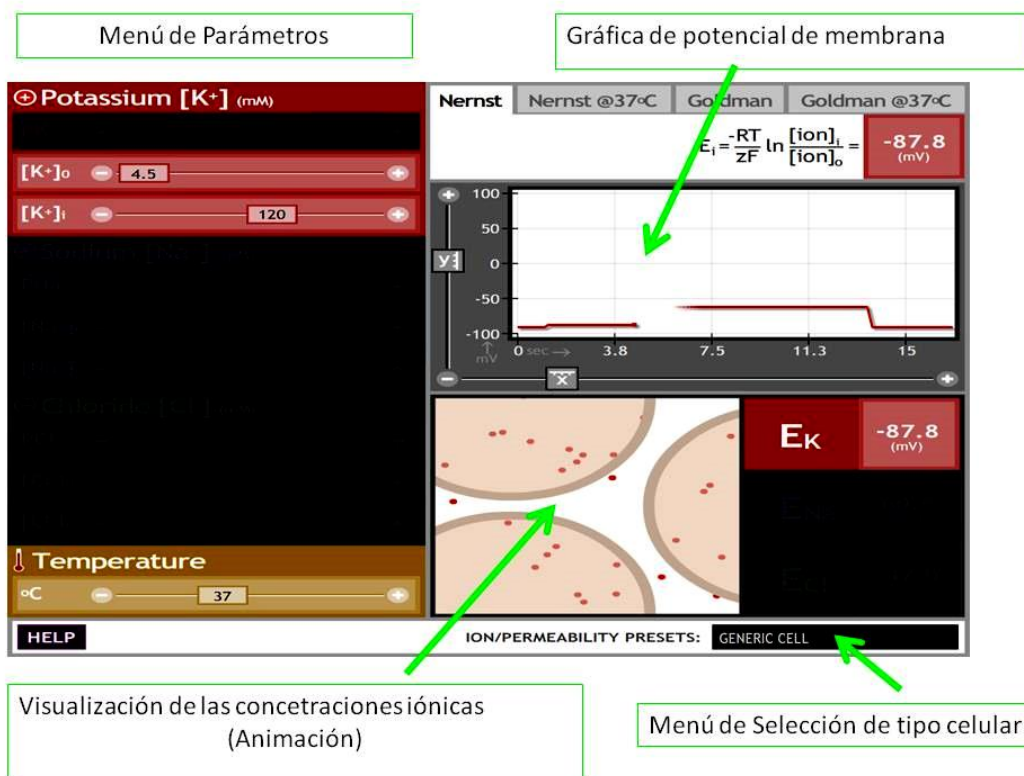 Menú de Parámetros
Gráfica de potencial de membrana
Potassium [K+] (mM)
[K+]o 4.5
[K+]i 120
Temperature
°C 37
HELP
Nernst Nernst @37°C Goldman Goldman @37°C
Ei = -RT/zF ln [ion]i/[ion]o = -87.8 (mV)
100
50
0
-50
-100
y
mV
0 sec → 3.8 7.5 11.3 15
x
EK -87.8 (mV)
ION/PERMEABILITY PRESETS: GENERIC CELL
Visualización de las concetraciones iónicas
(Animación)
Menú de Selección de tipo celular